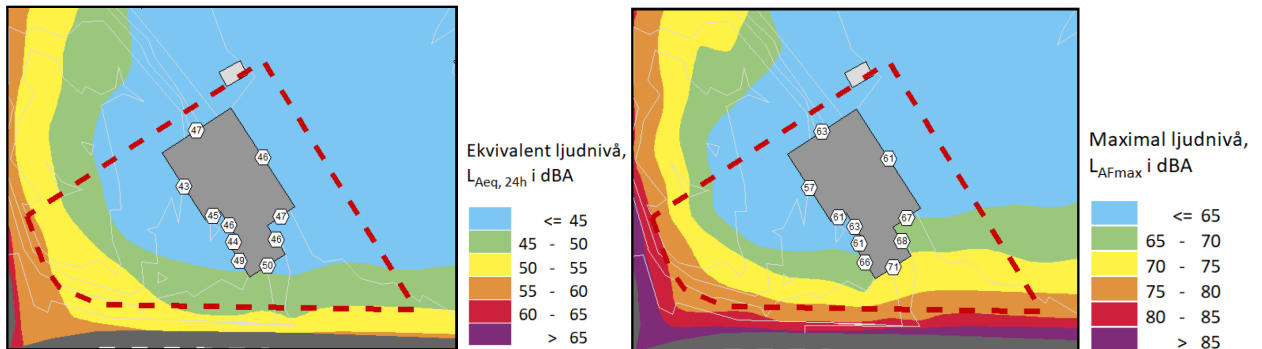 47
46
43
45
46
47
44
46
49
50
Ekvivalent ljudnivå,
LAeq, 24h i dBA
<= 45
45 - 50
50 - 55
55 - 60
60 - 65
> 65
63
61
57
61
63
67
61
68
66
71
Maximal ljudnivå,
LAFmax i dBA
<= 65
65 - 70
70 - 75
75 - 80
80 - 85
> 85